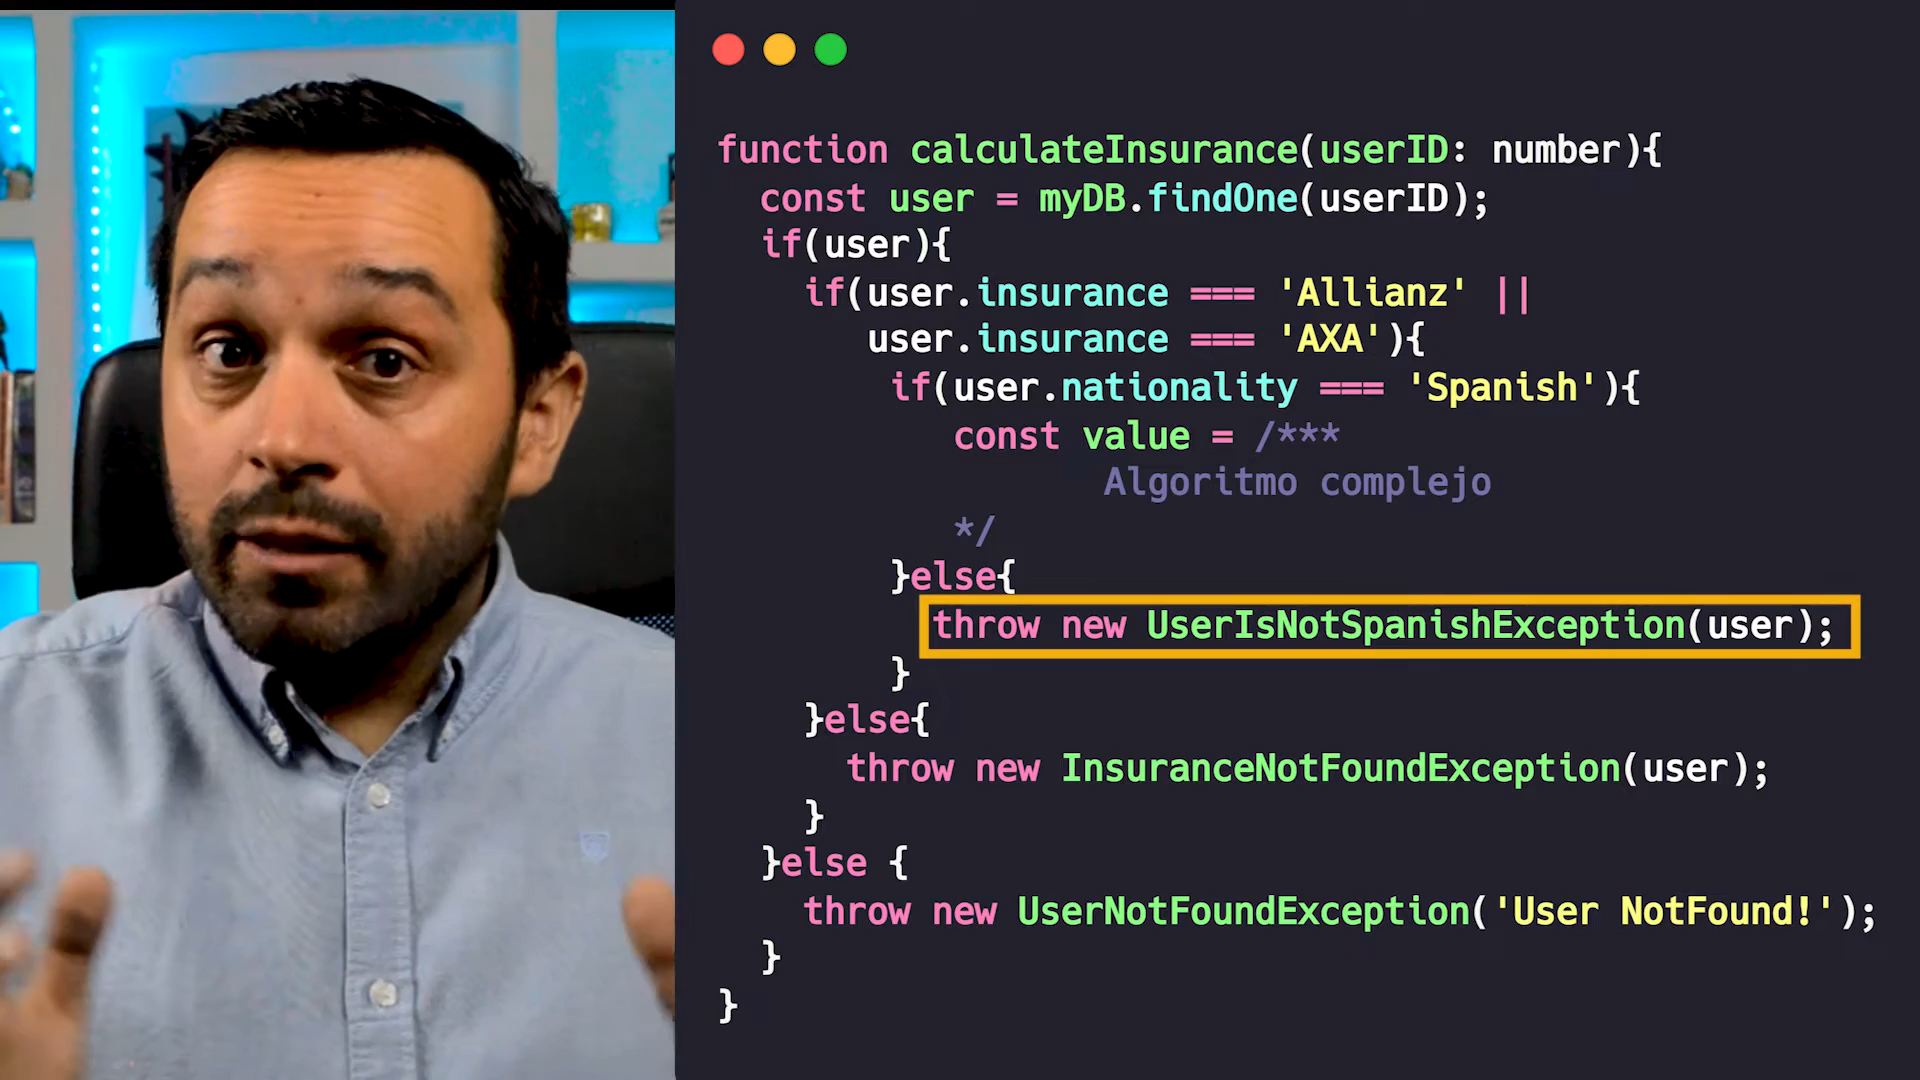 function calculateInsurance(userID: number){
const user = myDB.findOne(userID);
if(user){
if(user.insurance === 'Allianz' ||
user.insurance === 'AXA'){
if(user.nationality === 'Spanish'){
const value = /***
Algoritmo complejo
*/
}else{
throw new UserIsNotSpanishException(user);
}
}else{
throw new InsuranceNotFoundException(user);
}
}else {
throw new UserNotFoundException('User NotFound!');
}
}